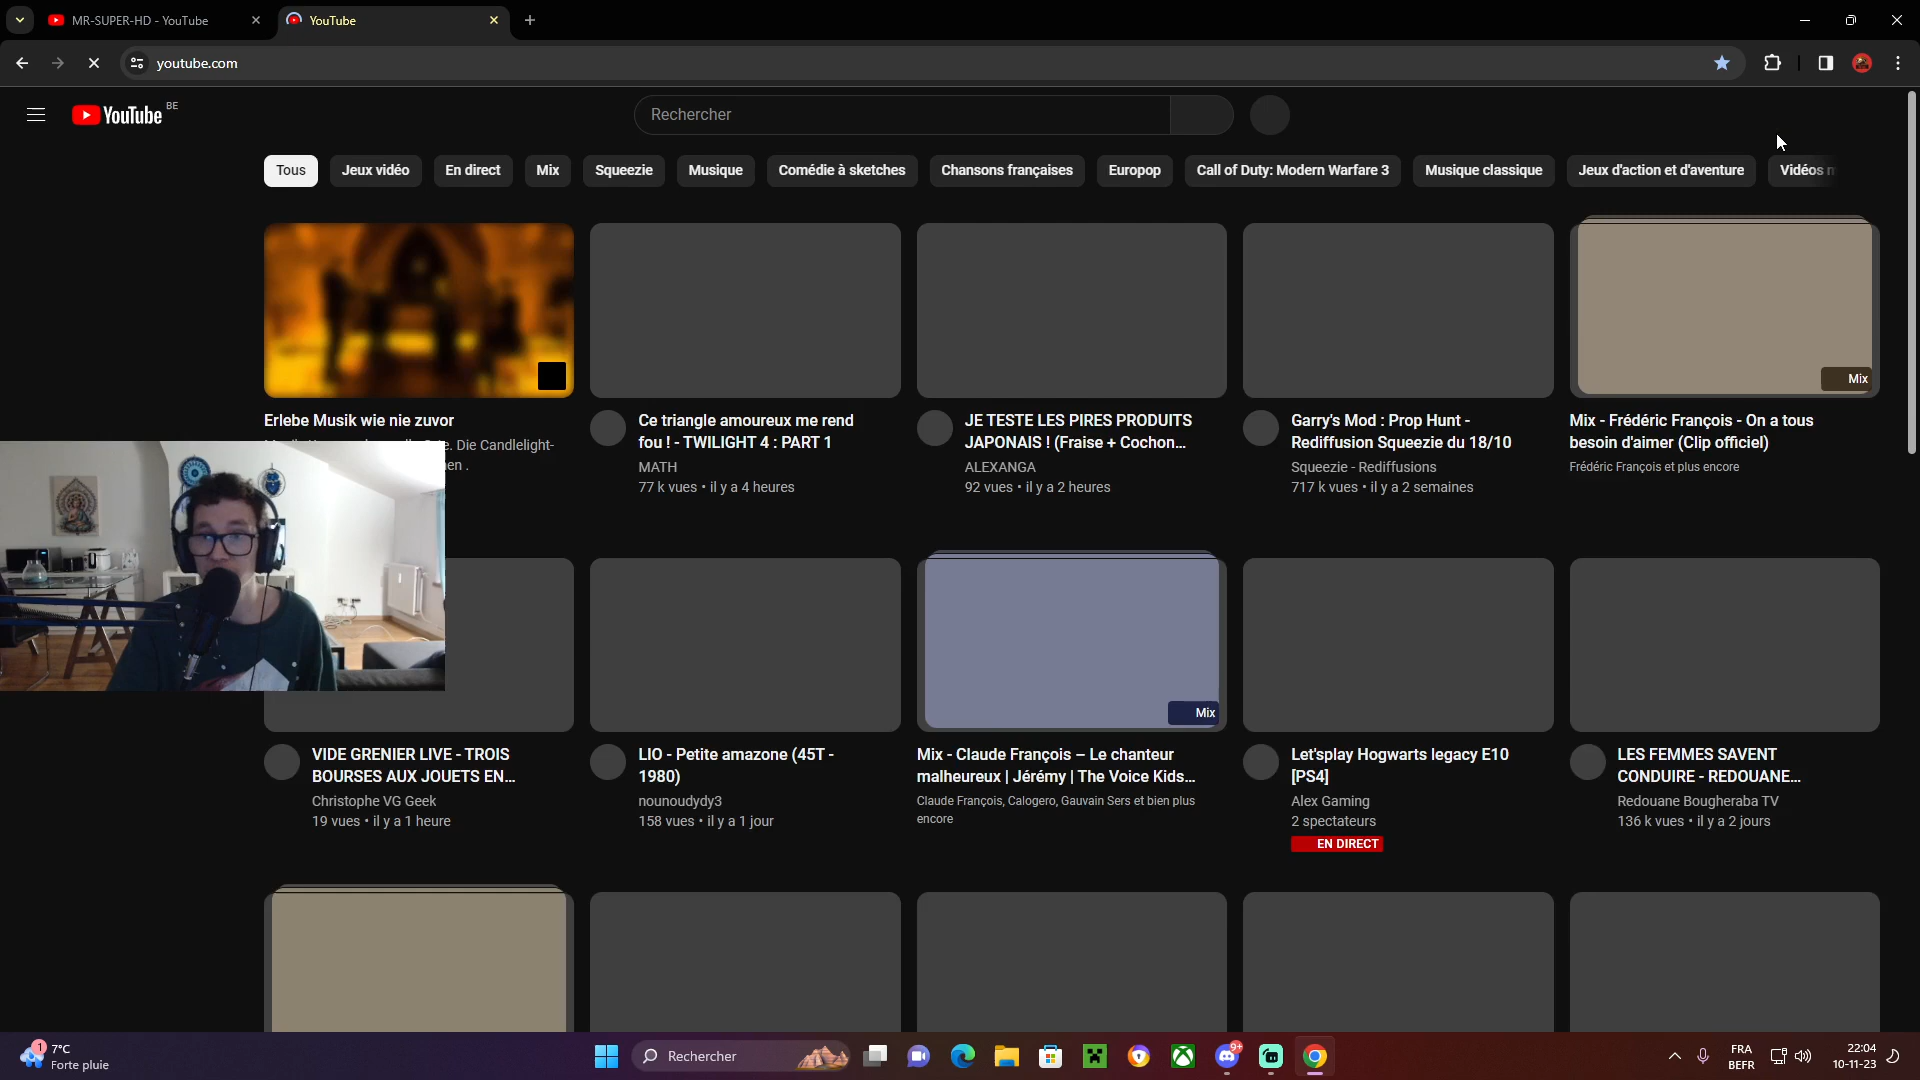 MR-SUPER-HD - YouTube
YouTube
youtube.com
YouTube BE
Rechercher
Tous
Jeux vidéo
En direct
Mix
Squeezie
Musique
Comédie à sketches
Chansons françaises
Europop
Call of Duty: Modern Warfare 3
Musique classique
Jeux d'action et d'aventure
Vidéos
Mix
Erlebe Musik wie nie zuvor
. Die Candlelight-
Ce triangle amoureux me rend
fou ! - TWILIGHT 4 : PART 1
MATH
77 k vues • il y a 4 heures
JE TESTE LES PIRES PRODUITS
JAPONAIS ! (Fraise + Cochon...
ALEXANGA
92 vues • il y a 2 heures
Garry's Mod : Prop Hunt -
Rediffusion Squeezie du 18/10
Squeezie - Rediffusions
717 k vues • il y a 2 semaines
Mix - Frédéric François - On a tous
besoin d'aimer (Clip officiel)
Frédéric François et plus encore
Mix
VIDE GRENIER LIVE - TROIS
BOURSES AUX JOUETS EN...
Christophe VG Geek
19 vues • il y a 1 heure
LIO - Petite amazone (45T -
1980)
nounoudydy3
158 vues • il y a 1 jour
Mix - Claude François – Le chanteur
malheureux | Jérémy | The Voice Kids...
Claude François, Calogero, Gauvain Sers et bien plus
encore
Let'splay Hogwarts legacy E10
[PS4]
Alex Gaming
2 spectateurs
EN DIRECT
LES FEMMES SAVENT
CONDUIRE - REDOUANE...
Redouane Bougheraba TV
136 k vues • il y a 2 jours
1
7°C
Forte pluie
Rechercher
9+
FRA
BEFR
22:04
10-11-23